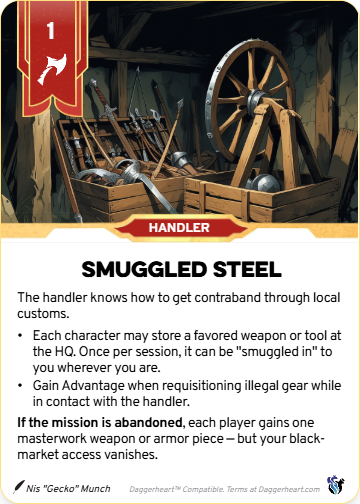 1
HANDLER
SMUGGLED STEEL
The handler knows how to get contraband through local
customs.
• Each character may store a favored weapon or tool at
the HQ. Once per session, it can be "smuggled in" to
you wherever you are.
• Gain Advantage when requisitioning illegal gear while
in contact with the handler.
If the mission is abandoned, each player gains one
masterwork weapon or armor piece – but your black-
market access vanishes.
Nis "Gecko" Munch
Daggerheart™ Compatible. Terms at Daggerheart.com